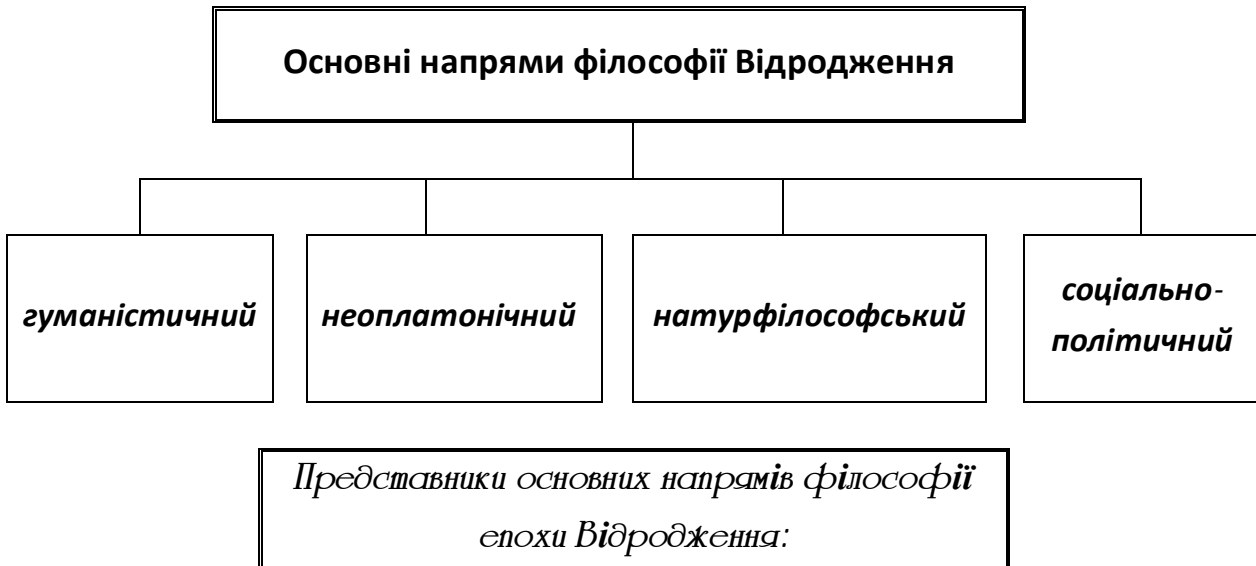 Основні напрями філософії Відродження
гуманістичний
неоплатонічний
натурфілософський
соціально-
політичний
Представники основних напрямів філософії
епохи Відродження: